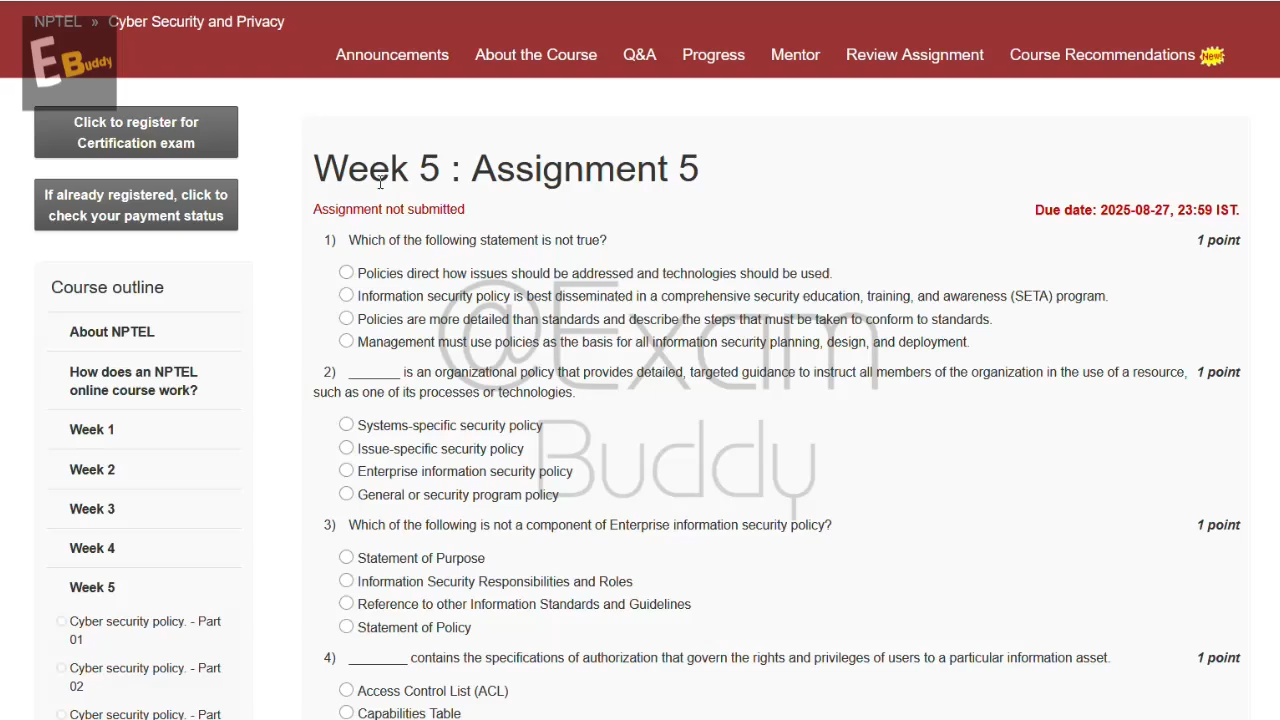 NPTEL » Cyber Security and Privacy
E Buddy
Announcements About the Course Q&A Progress Mentor Review Assignment Course Recommendations New
Click to register for
Certification exam
If already registered, click to
check your payment status
Course outline
About NPTEL
How does an NPTEL
online course work?
Week 1
Week 2
Week 3
Week 4
Week 5
Cyber security policy. - Part
01
Cyber security policy. - Part
02
Cyber security policy. - Part
Week 5 : Assignment 5
Assignment not submitted Due date: 2025-08-27, 23:59 IST.
1) Which of the following statement is not true? 1 point
Policies direct how issues should be addressed and technologies should be used.
Information security policy is best disseminated in a comprehensive security education, training, and awareness (SETA) program.
Policies are more detailed than standards and describe the steps that must be taken to conform to standards.
Management must use policies as the basis for all information security planning, design, and deployment.
2) _______ is an organizational policy that provides detailed, targeted guidance to instruct all members of the organization in the use of a resource, 1 point
such as one of its processes or technologies.
Systems-specific security policy
Issue-specific security policy
Enterprise information security policy
General or security program policy
3) Which of the following is not a component of Enterprise information security policy? 1 point
Statement of Purpose
Information Security Responsibilities and Roles
Reference to other Information Standards and Guidelines
Statement of Policy
4) ________ contains the specifications of authorization that govern the rights and privileges of users to a particular information asset. 1 point
Access Control List (ACL)
Capabilities Table
@Exam
Buddy